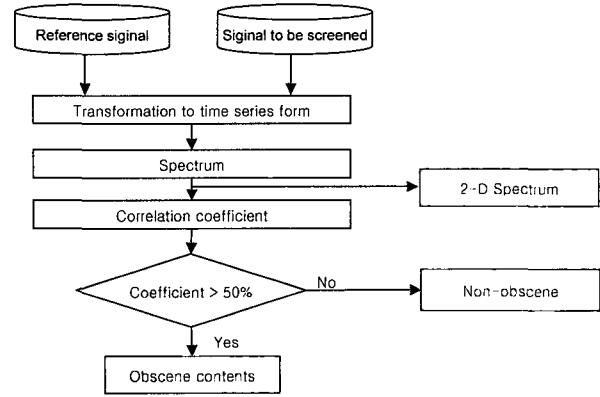 Reference siginal
Siginal to be screened
Transformation to time series form
Spectrum
2-D Spectrum
Correlation coefficient
Coefficient > 50%
No
Non-obscene
Yes
Obscene contents